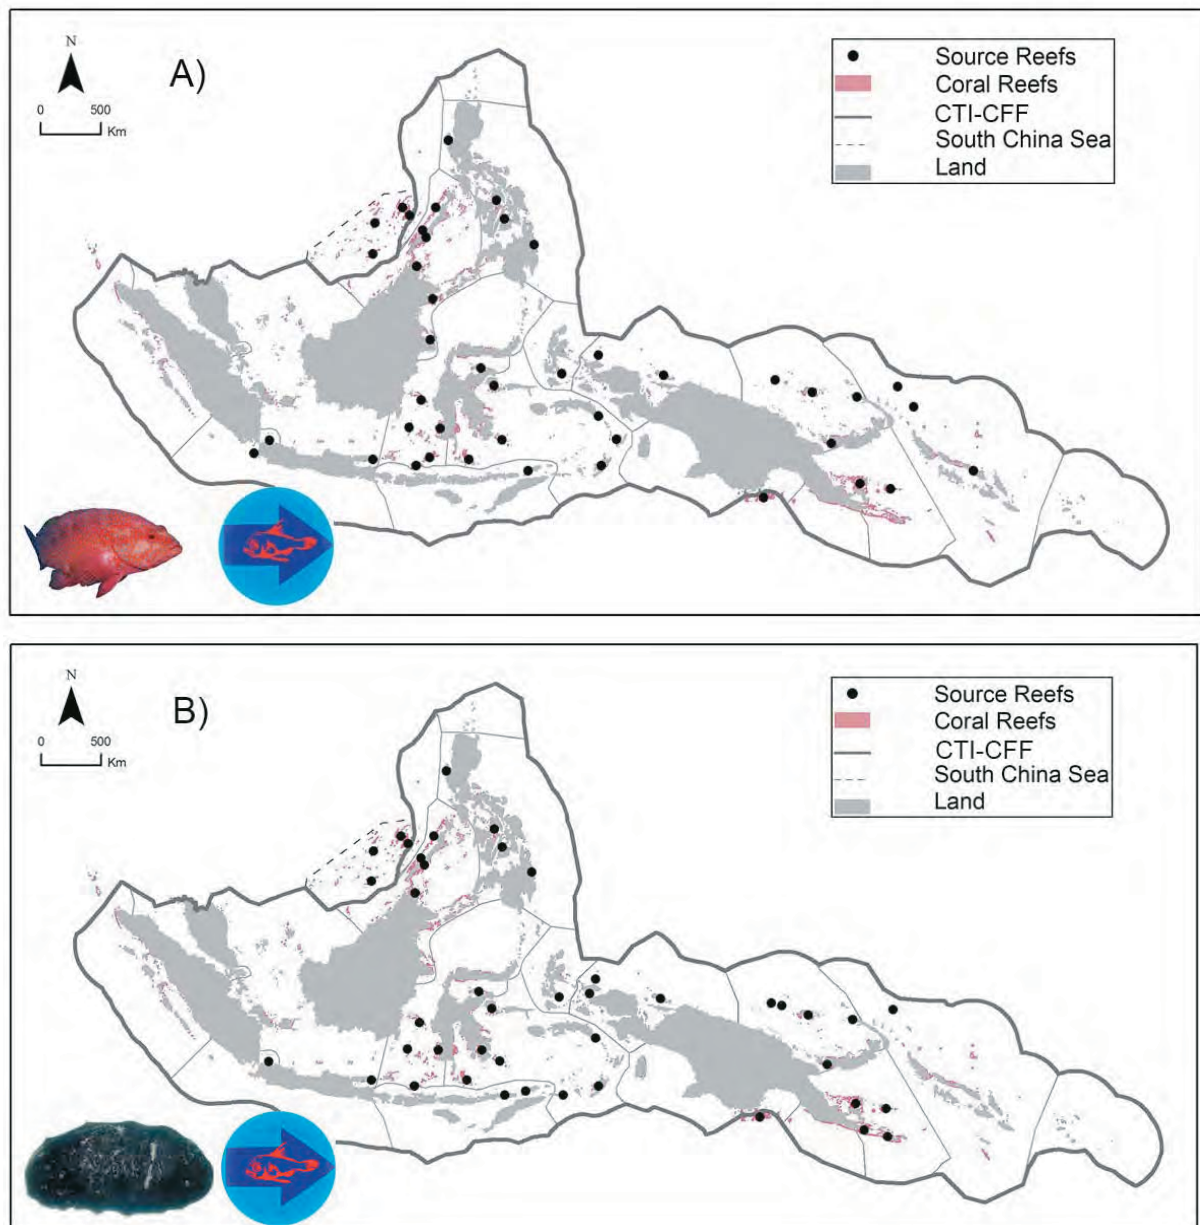 N
A)
0 500
Km
Source Reefs
Coral Reefs
CTI-CFF
South China Sea
Land
N
B)
0 500
Km
Source Reefs
Coral Reefs
CTI-CFF
South China Sea
Land